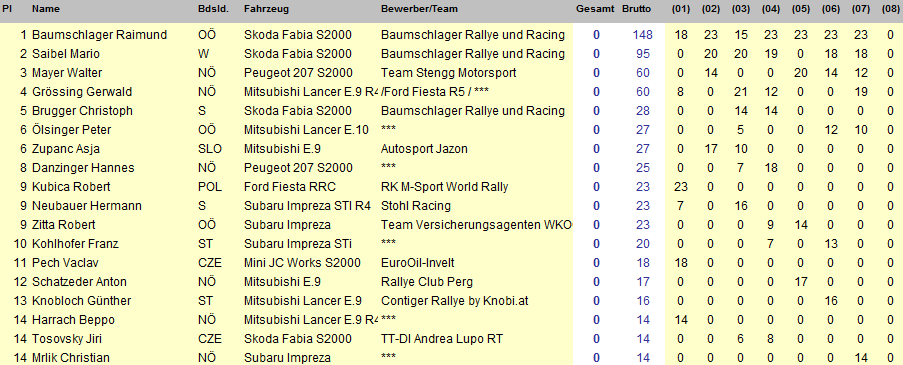 Pl Name Bdsld. Fahrzeug Bewerber/Team Gesamt Brutto (01) (02) (03) (04) (05) (06) (07) (08)
1 Baumschlager Raimund OÖ Skoda Fabia S2000 Baumschlager Rallye und Racing 0 148 18 23 15 23 23 23 23 0
2 Saibel Mario W Skoda Fabia S2000 Baumschlager Rallye und Racing 0 95 0 20 20 19 0 18 18 0
3 Mayer Walter NÖ Peugeot 207 S2000 Team Stengg Motorsport 0 60 0 14 0 0 20 14 12 0
4 Grössing Gerwald NÖ Mitsubishi Lancer E.9 R4 /Ford Fiesta R5 / *** 0 60 8 0 21 12 0 0 19 0
5 Brugger Christoph S Skoda Fabia S2000 Baumschlager Rallye und Racing 0 28 0 0 14 14 0 0 0 0
6 Ölsinger Peter OÖ Mitsubishi Lancer E.10 *** 0 27 0 0 5 0 0 12 10 0
6 Zupanc Asja SLO Mitsubishi E.9 Autosport Jazon 0 27 0 17 10 0 0 0 0 0
8 Danzinger Hannes NÖ Peugeot 207 S2000 *** 0 25 0 0 7 18 0 0 0 0
9 Kubica Robert POL Ford Fiesta RRC RK M-Sport World Rally 0 23 23 0 0 0 0 0 0 0
9 Neubauer Hermann S Subaru Impreza STI R4 Stohl Racing 0 23 7 0 16 0 0 0 0 0
9 Zitta Robert OÖ Subaru Impreza Team Versicherungsagenten WKO 0 23 0 0 0 9 14 0 0 0
10 Kohlhofer Franz ST Subaru Impreza STi *** 0 20 0 0 0 7 0 13 0 0
11 Pech Vaclav CZE Mini JC Works S2000 EuroOil-Invelt 0 18 18 0 0 0 0 0 0 0
12 Schatzeder Anton NÖ Mitsubishi E.9 Rallye Club Perg 0 17 0 0 0 0 17 0 0 0
13 Knobloch Günther ST Mitsubishi Lancer E.9 Contiger Rallye by Knobi.at 0 16 0 0 0 0 0 16 0 0
14 Harrach Beppo NÖ Mitsubishi Lancer E.9 R4 *** 0 14 14 0 0 0 0 0 0 0
14 Tosovsky Jiri CZE Skoda Fabia S2000 TT-DI Andrea Lupo RT 0 14 0 0 6 8 0 0 0 0
14 Mrlik Christian NÖ Subaru Impreza *** 0 14 0 0 0 0 0 0 14 0